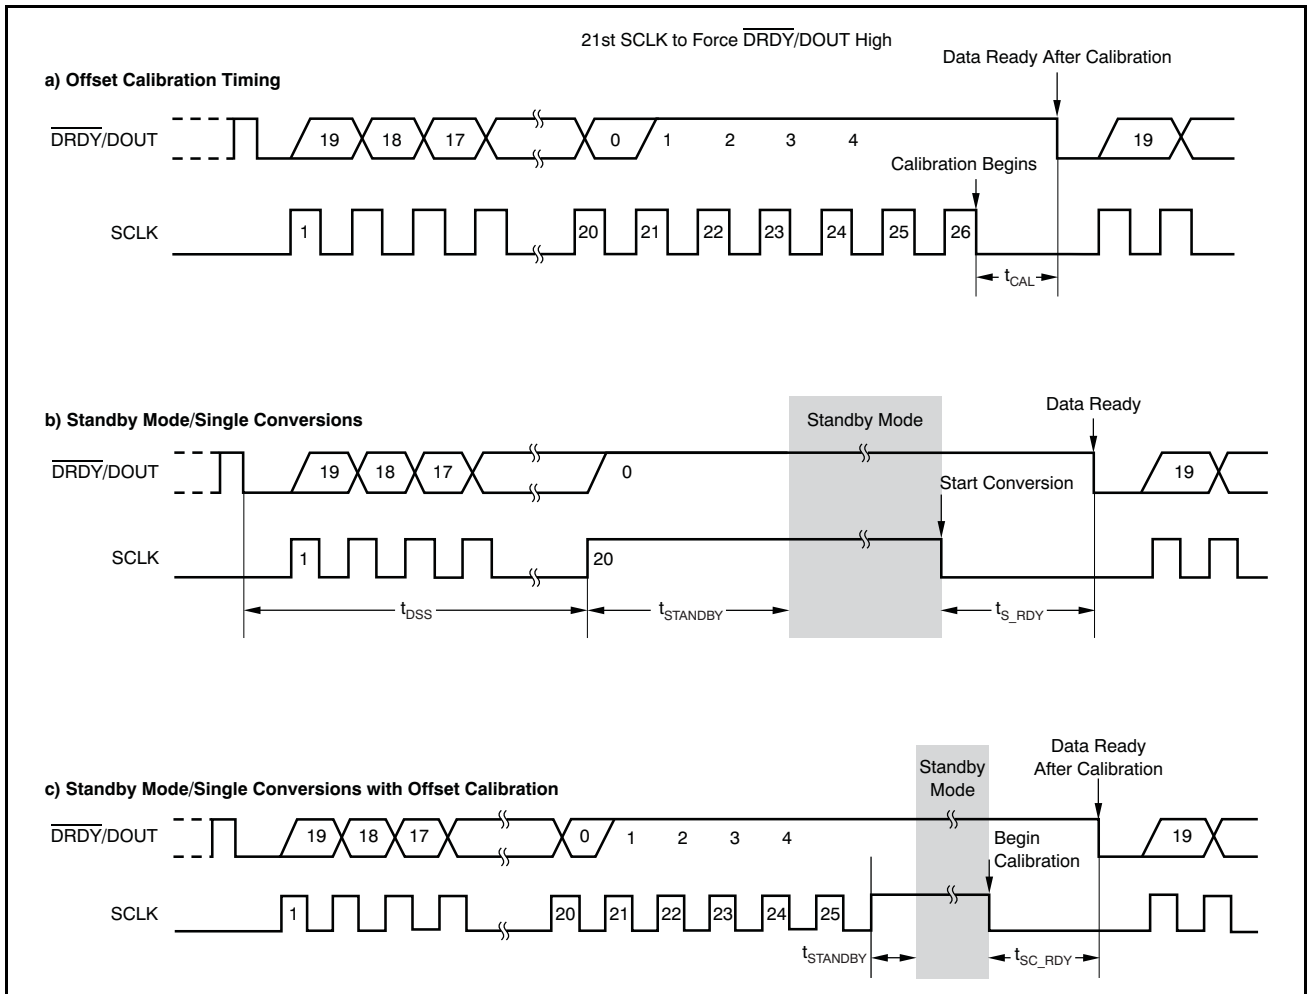 21st SCLK to Force DRDY/DOUT High
Data Ready After Calibration
a) Offset Calibration Timing
DRDY/DOUT
19 18 17 0 1 2 3 4 19
Calibration Begins
SCLK
1 20 21 22 23 24 25 26
tCAL
b) Standby Mode/Single Conversions
Standby Mode
Data Ready
DRDY/DOUT
19 18 17 0 19
Start Conversion
SCLK
1 20
tDSS tSTANDBY tS_RDY
c) Standby Mode/Single Conversions with Offset Calibration
Standby
Mode
Data Ready
After Calibration
DRDY/DOUT
19 18 17 0 1 2 3 4 19
Begin
Calibration
SCLK
1 20 21 22 23 24 25
tSTANDBY tSC_RDY